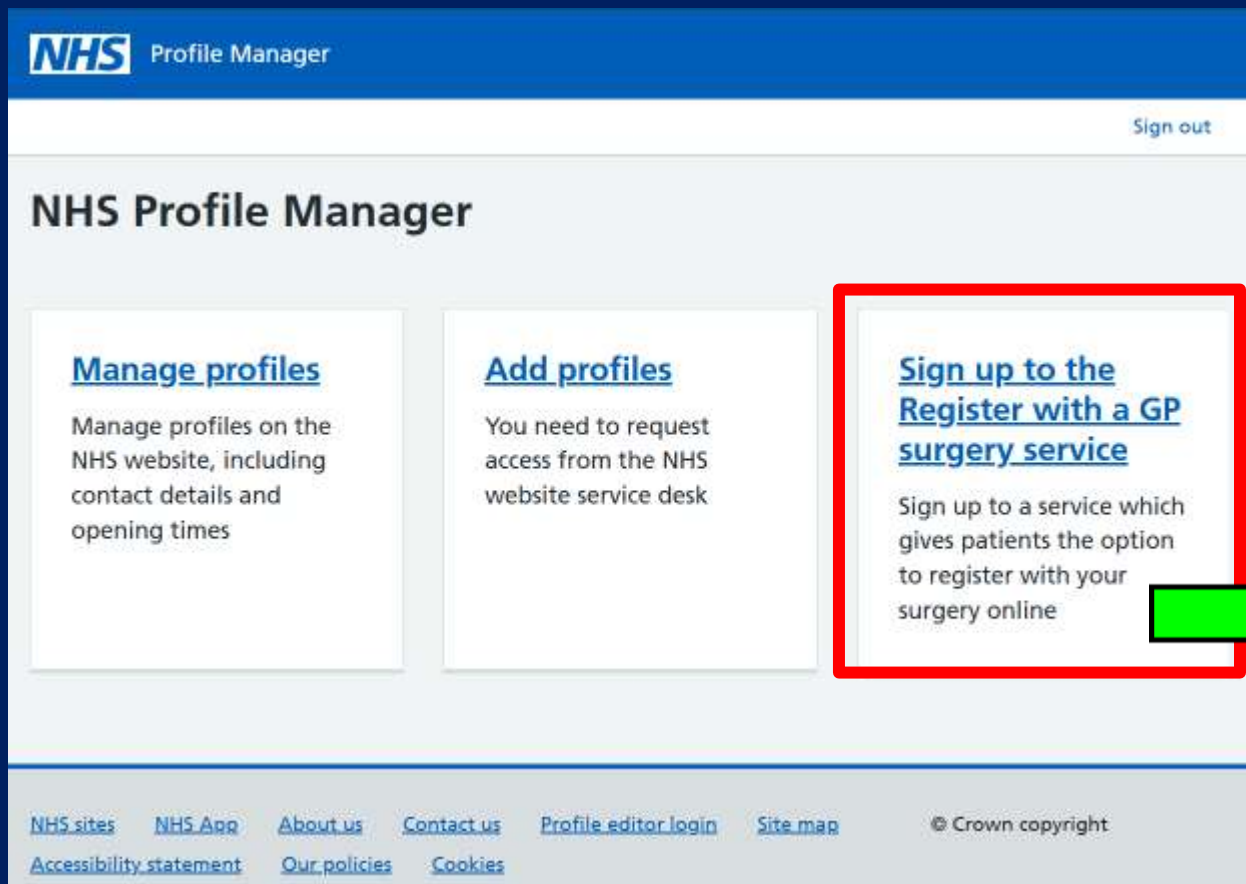 NHS Profile Manager
Sign out
NHS Profile Manager
Manage profiles
Manage profiles on the
NHS website, including
contact details and
opening times
Add profiles
You need to request
access from the NHS
website service desk
Sign up to the
Register with a GP
surgery service
Sign up to a service which
gives patients the option
to register with your
surgery online
NHS sites NHS App About us Contact us Profile editor login Site map © Crown copyright
Accessibility statement Our policies Cookies